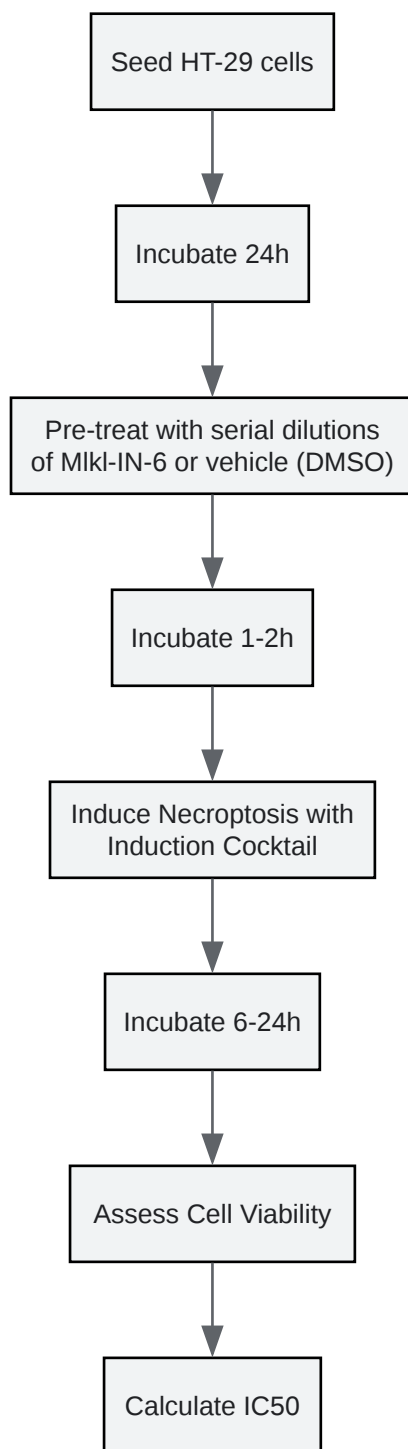 Seed HT-29 cells
Incubate 24h
Pre-treat with serial dilutions
of Mlkl-IN-6 or vehicle (DMSO)
Incubate 1-2h
Induce Necroptosis with
Induction Cocktail
Incubate 6-24h
Assess Cell Viability
Calculate IC50